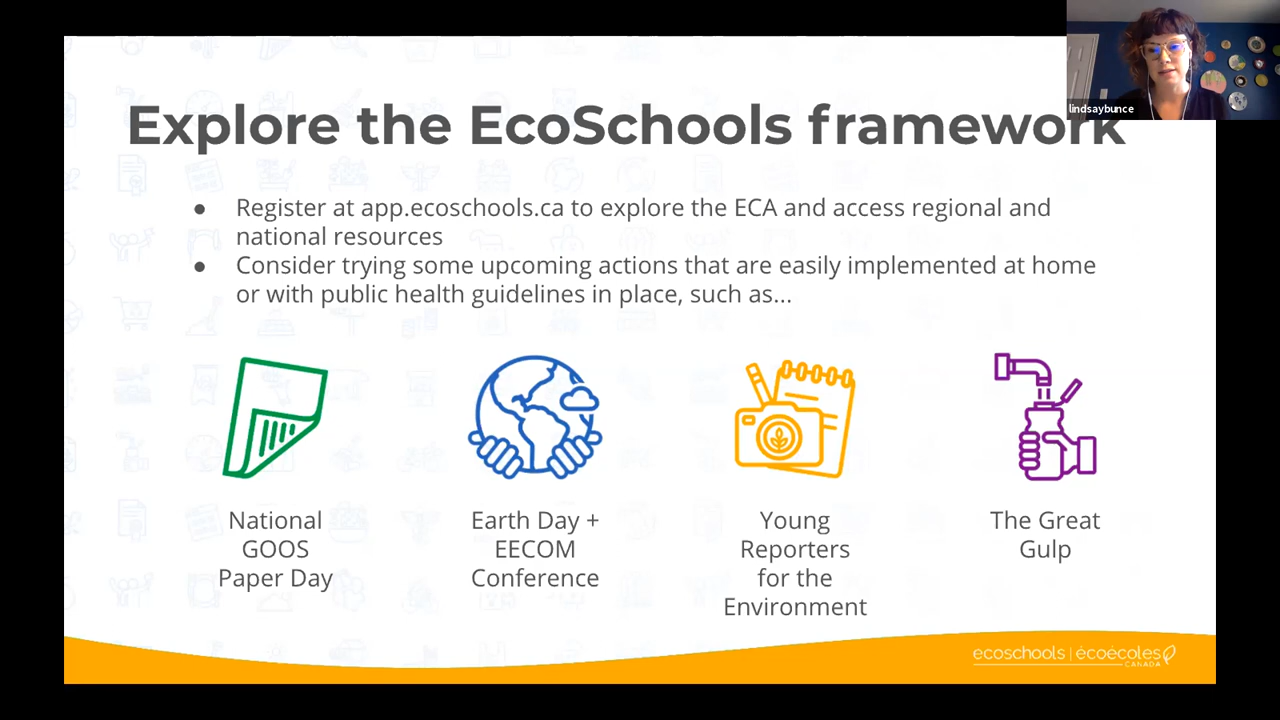 lindsaybunce
Explore the EcoSchools framework
● Register at app.ecoschools.ca to explore the ECA and access regional and
national resources
● Consider trying some upcoming actions that are easily implemented at home
or with public health guidelines in place, such as...
National
GOOS
Paper Day
Earth Day +
EECOM
Conference
Young
Reporters
for the
Environment
The Great
Gulp
ecoschools | écoécoles
CANADA